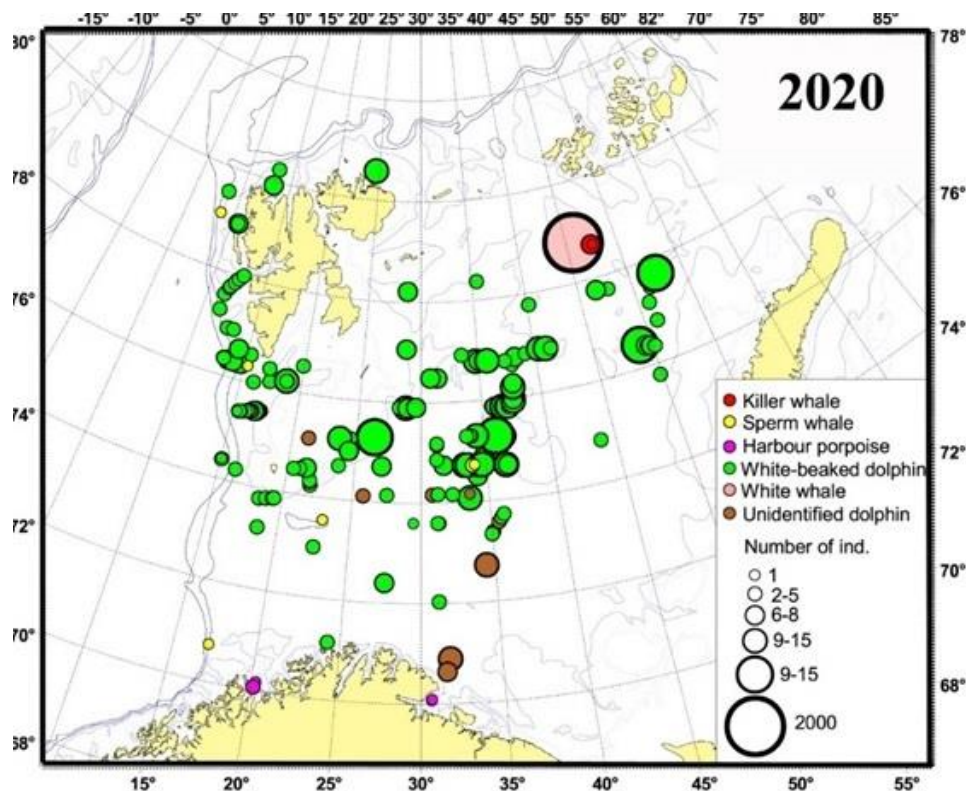 -15° -10° -5° 0° 5° 10° 15° 20° 25° 30° 35° 40° 45° 50° 55° 82° 70° 75° 80° 85°
80° 78°
2020
78° 76°
76° 74°
74° 72°
72° 70°
70° 68°
68°
Killer whale
Sperm whale
Harbour porpoise
White-beaked dolphin
White whale
Unidentified dolphin
Number of ind.
1
2-5
6-8
9-15
9-15
2000
15° 20° 25° 30° 35° 40° 45° 50° 55°